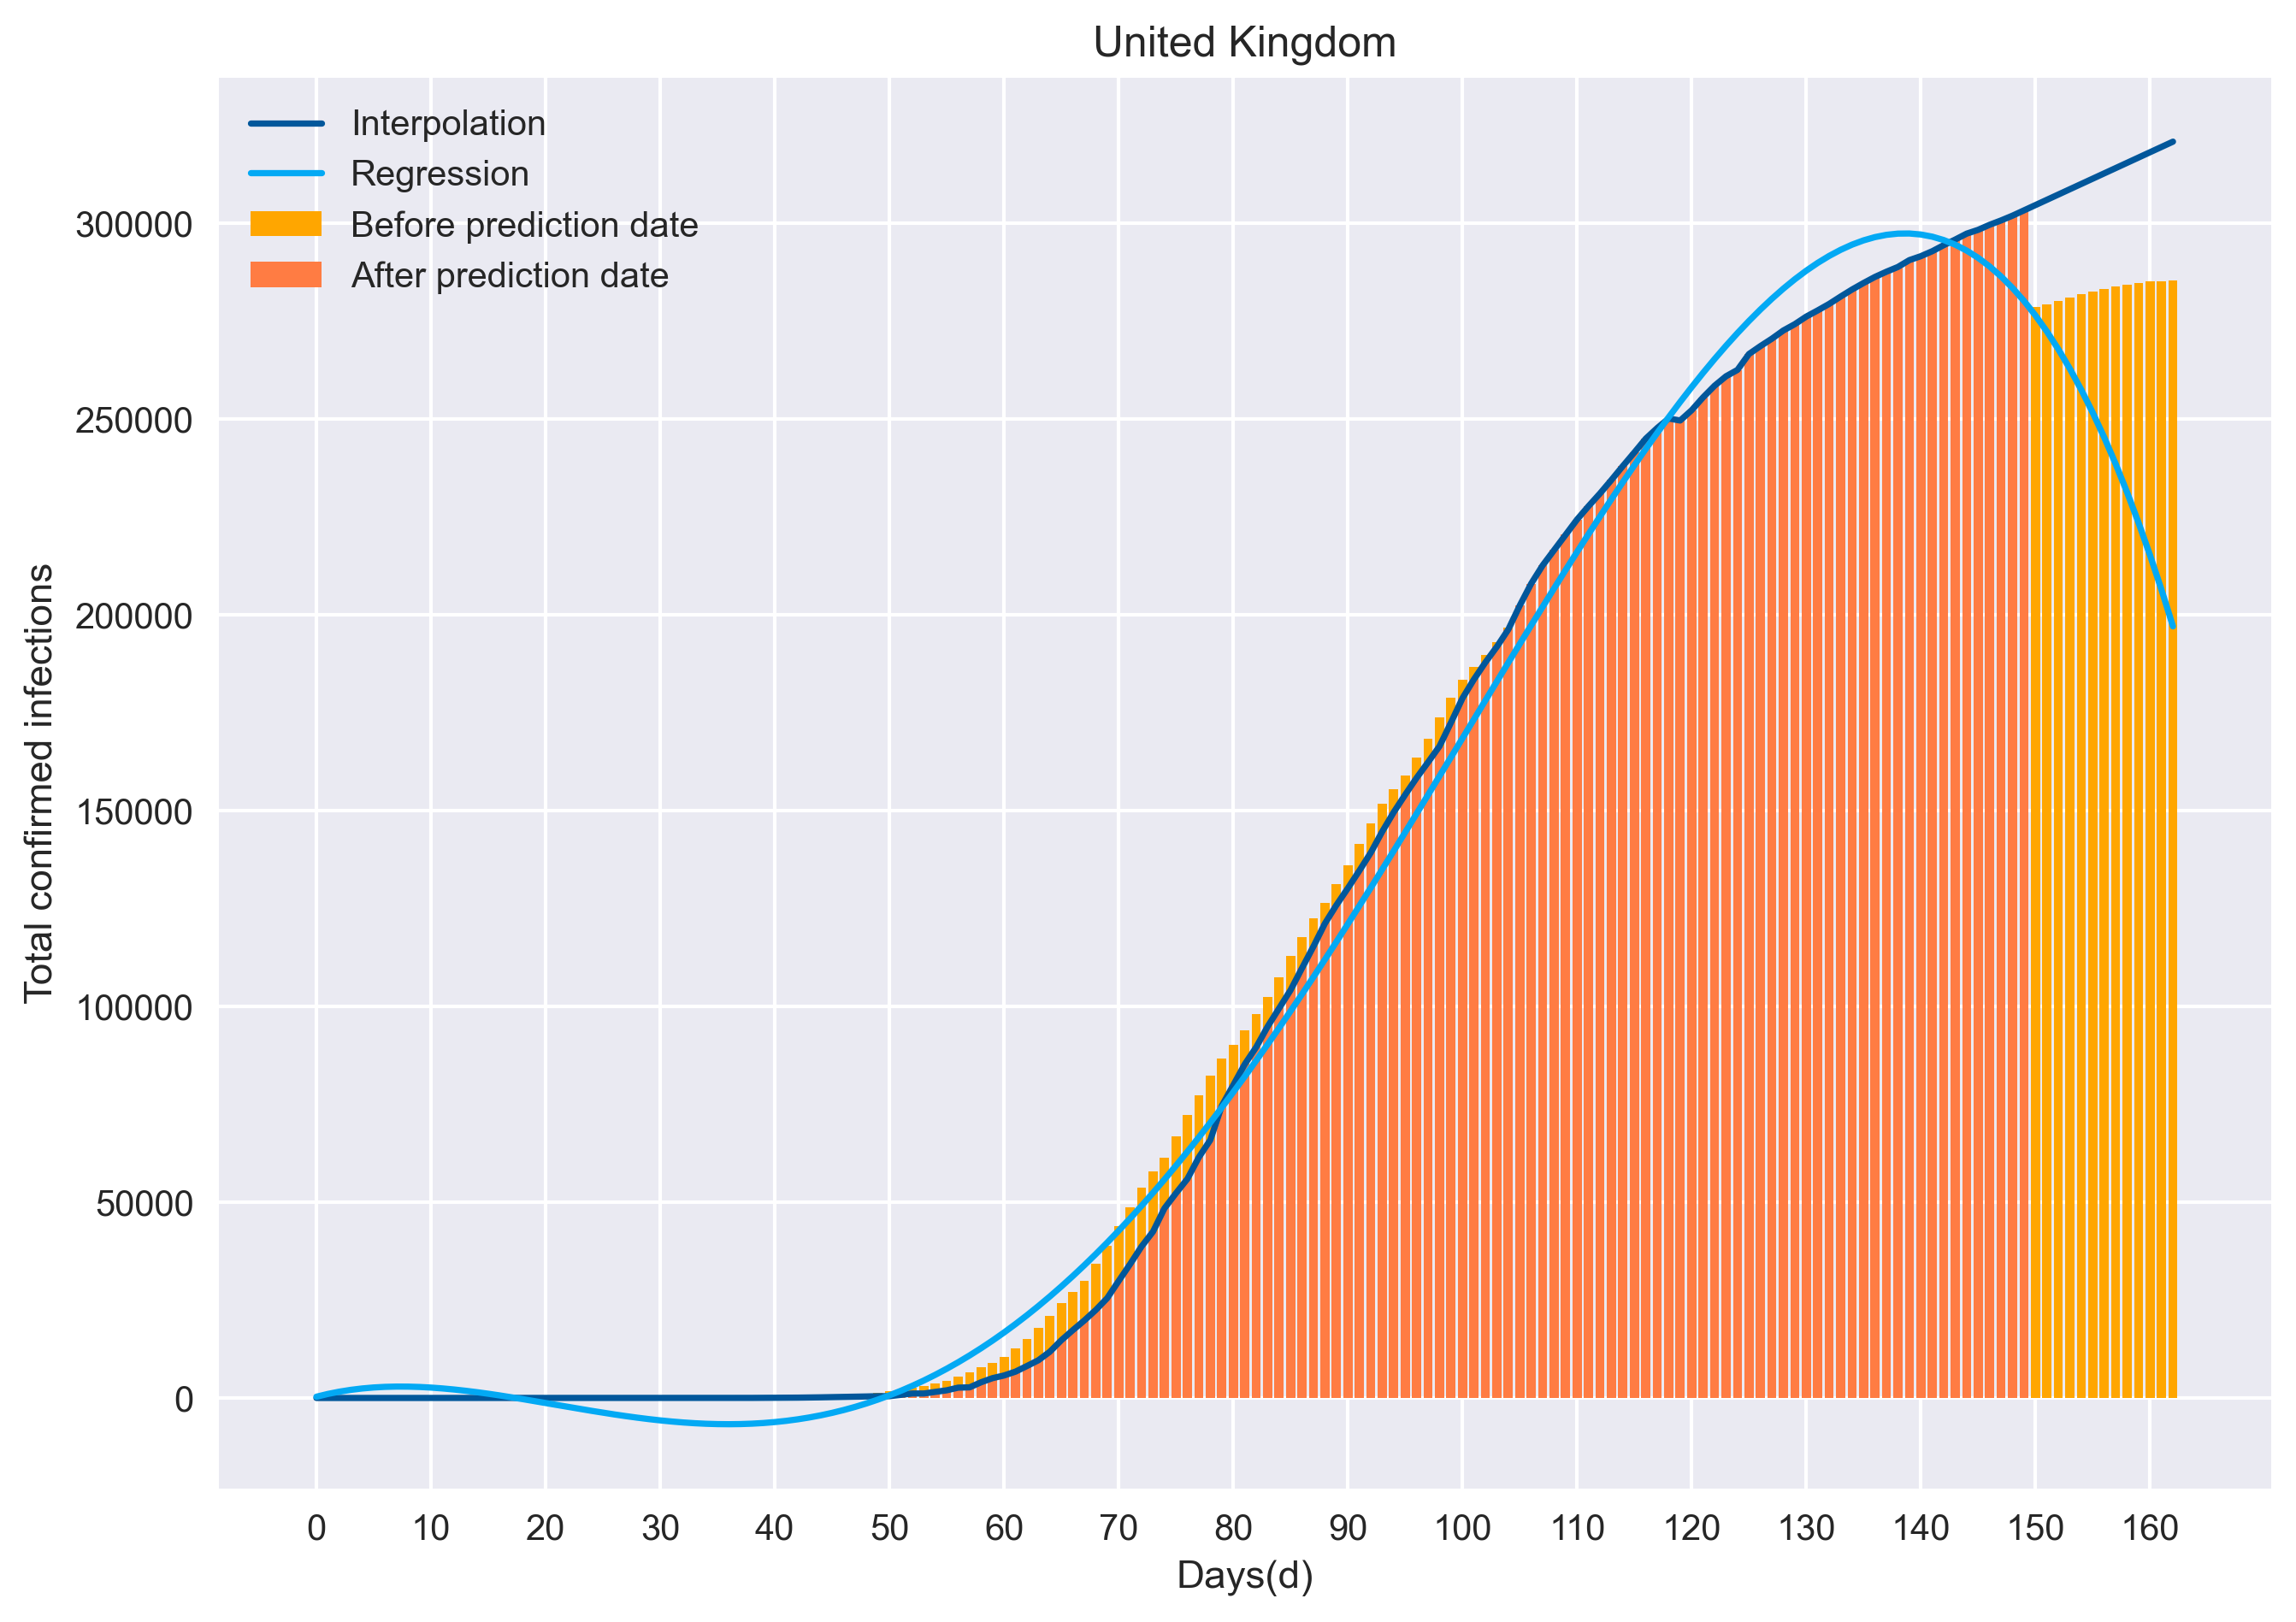 United Kingdom
Interpolation
Regression
Before prediction date
After prediction date
300000
250000
200000
150000
100000
50000
0
Total confirmed infections
0 10 20 30 40 50 60 70 80 90 100 110 120 130 140 150 160
Days(d)